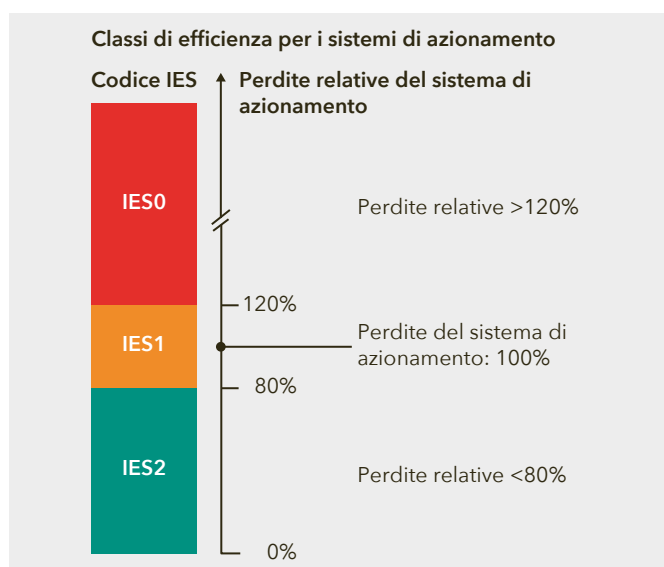 Classi di efficienza per i sistemi di azionamento
Codice IES
Perdite relative del sistema di
azionamento
IES0
Perdite relative >120%
120%
IES1
Perdite del sistema di
azionamento: 100%
80%
IES2
Perdite relative <80%
0%